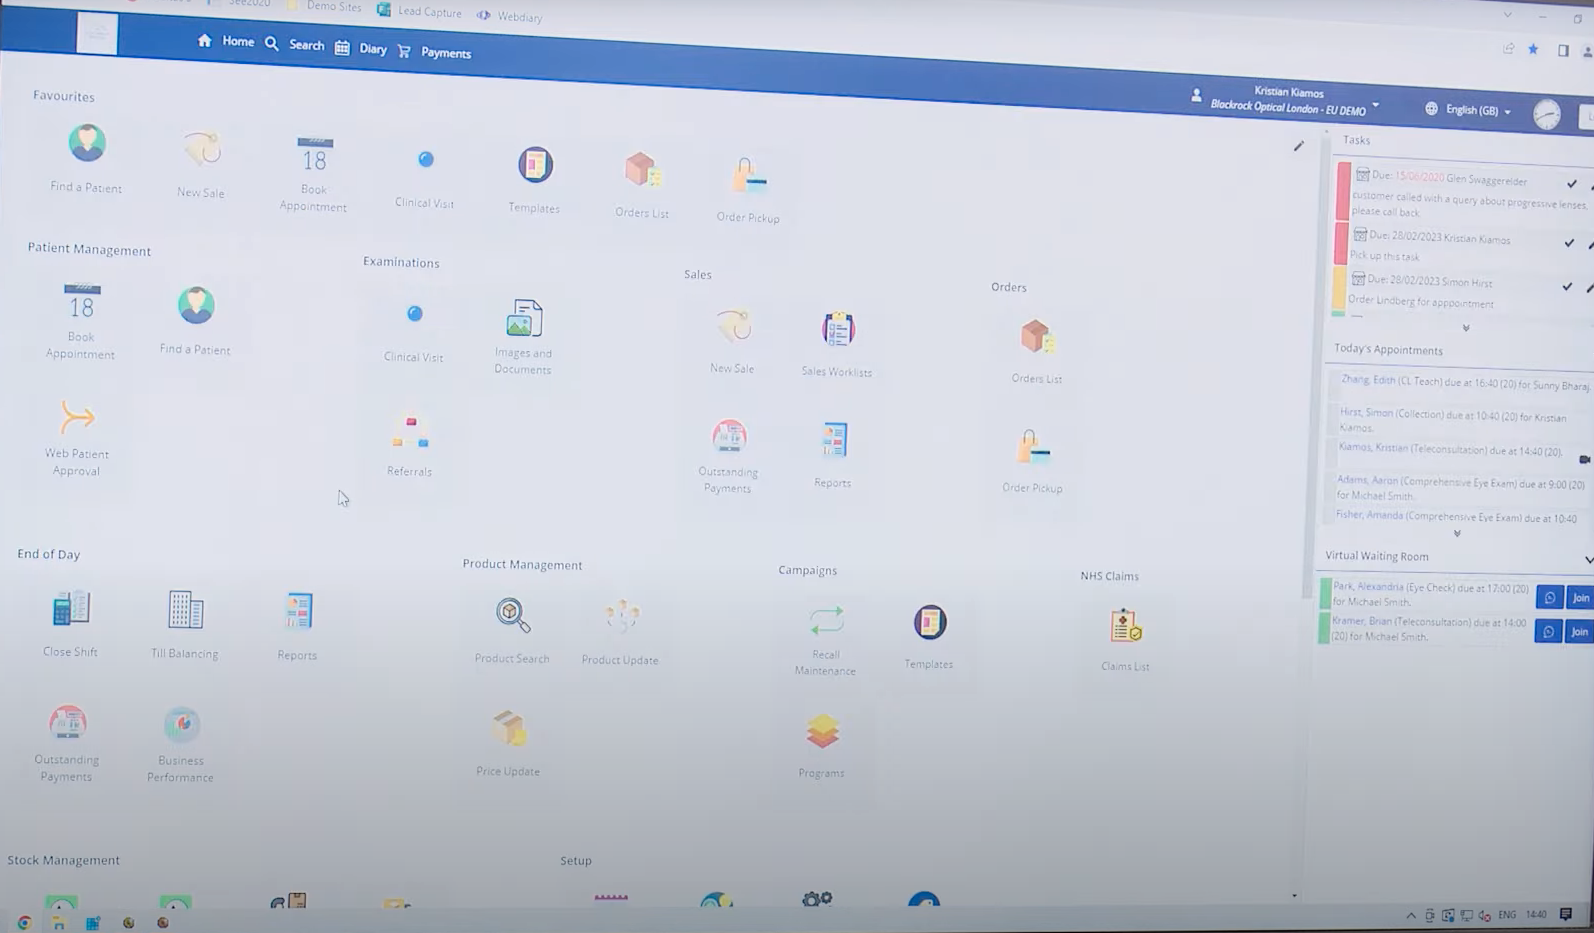 See2020
Demo Sites
Lead Capture
Webdiary
Home
Search
Diary
Payments
Kristian Kiamos
Blackrock Optical London - EU DEMO
English (GB)
Favourites
Find a Patient
New Sale
18
Book
Appointment
Clinical Visit
Templates
Orders List
Order Pickup
Patient Management
18
Book
Appointment
Find a Patient
Web Patient
Approval
Examinations
Clinical Visit
Images and
Documents
Referrals
Sales
New Sale
Sales Worklists
Outstanding
Payments
Reports
Orders
Orders List
Order Pickup
End of Day
Close Shift
Till Balancing
Reports
Outstanding
Payments
Business
Performance
Product Management
Product Search
Product Update
Price Update
Campaigns
Recall
Maintenance
Templates
Programs
NHS Claims
Claims List
Stock Management
Setup
Tasks
Due: 15/06/2020 Glen Swaggerelder
customer called with a query about progressive lenses,
please call back.
Due: 28/02/2023 Kristian Kiamos
Pick up this task
Due: 28/02/2023 Simon Hirst
Order Lindberg for apppointment
Today's Appointments
Zhang, Edith (CL Teach) due at 16:40 (20) for Sunny Bharaj.
Hirst, Simon (Collection) due at 10:40 (20) for Kristian
Kiamos.
Kiamos, Kristian (Teleconsultation) due at 14:40 (20).
Adams, Aaron (Comprehensive Eye Exam) due at 9:00 (20)
for Michael Smith.
Fisher, Amanda (Comprehensive Eye Exam) due at 10:40
Virtual Waiting Room
Park, Alexandria (Eye Check) due at 17:00 (20)
for Michael Smith.
Join
Kramer, Brian (Teleconsultation) due at 14:00
(20) for Michael Smith.
Join
ENG
14:40